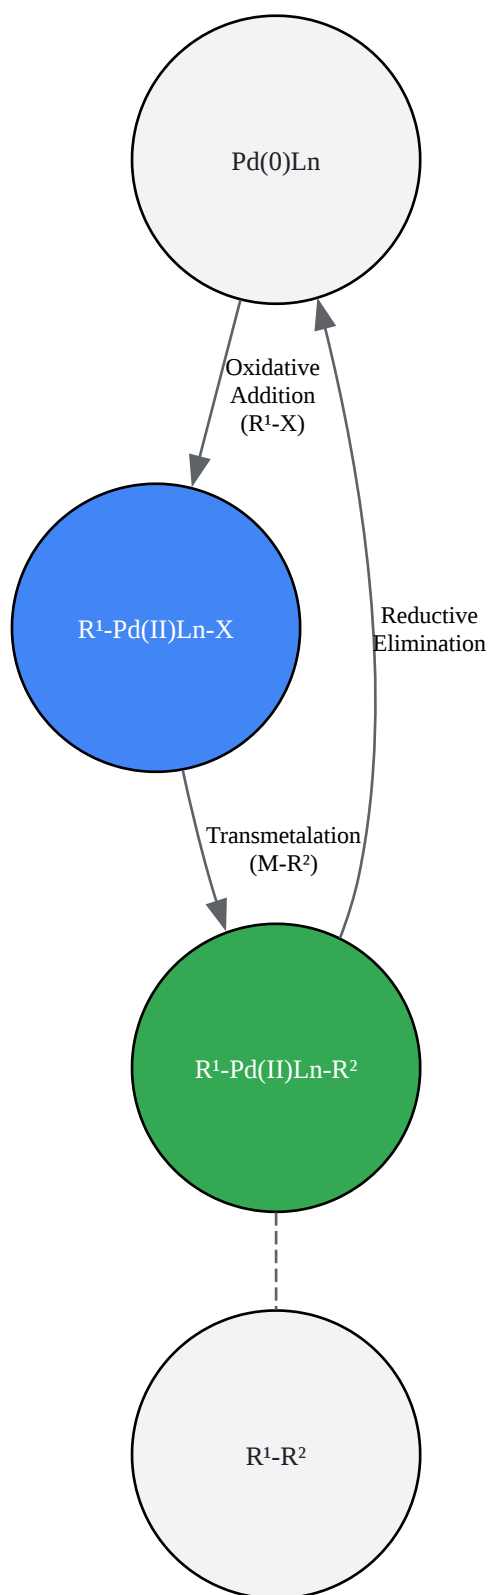 Pd(0)Ln
Oxidative
Addition
(R¹-X)
R¹-Pd(II)Ln-X
Reductive
Elimination
Transmetalation
(M-R²)
R¹-Pd(II)Ln-R²
R¹-R²